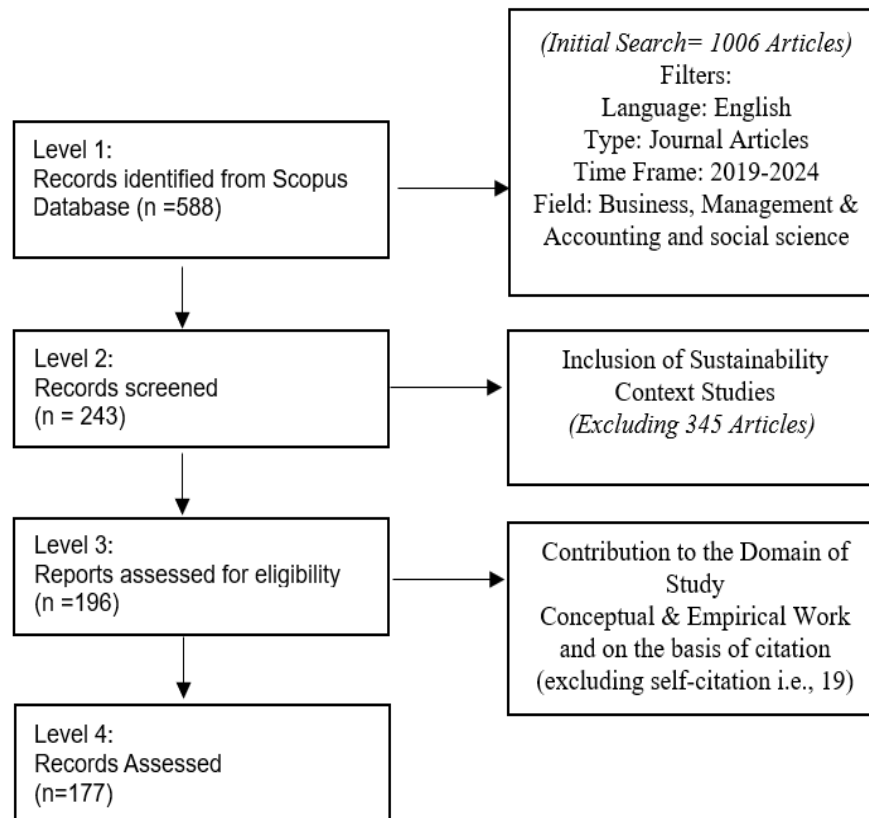 (Initial Search= 1006 Articles)
Filters:
Language: English
Type: Journal Articles
Time Frame: 2019-2024
Field: Business, Management &
Accounting and social science
Level 1:
Records identified from Scopus
Database (n =588)
Level 2:
Records screened
(n = 243)
Inclusion of Sustainability
Context Studies
(Excluding 345 Articles)
Level 3:
Reports assessed for eligibility
(n =196)
Contribution to the Domain of
Study
Conceptual & Empirical Work
and on the basis of citation
(excluding self-citation i.e., 19)
Level 4:
Records Assessed
(n=177)